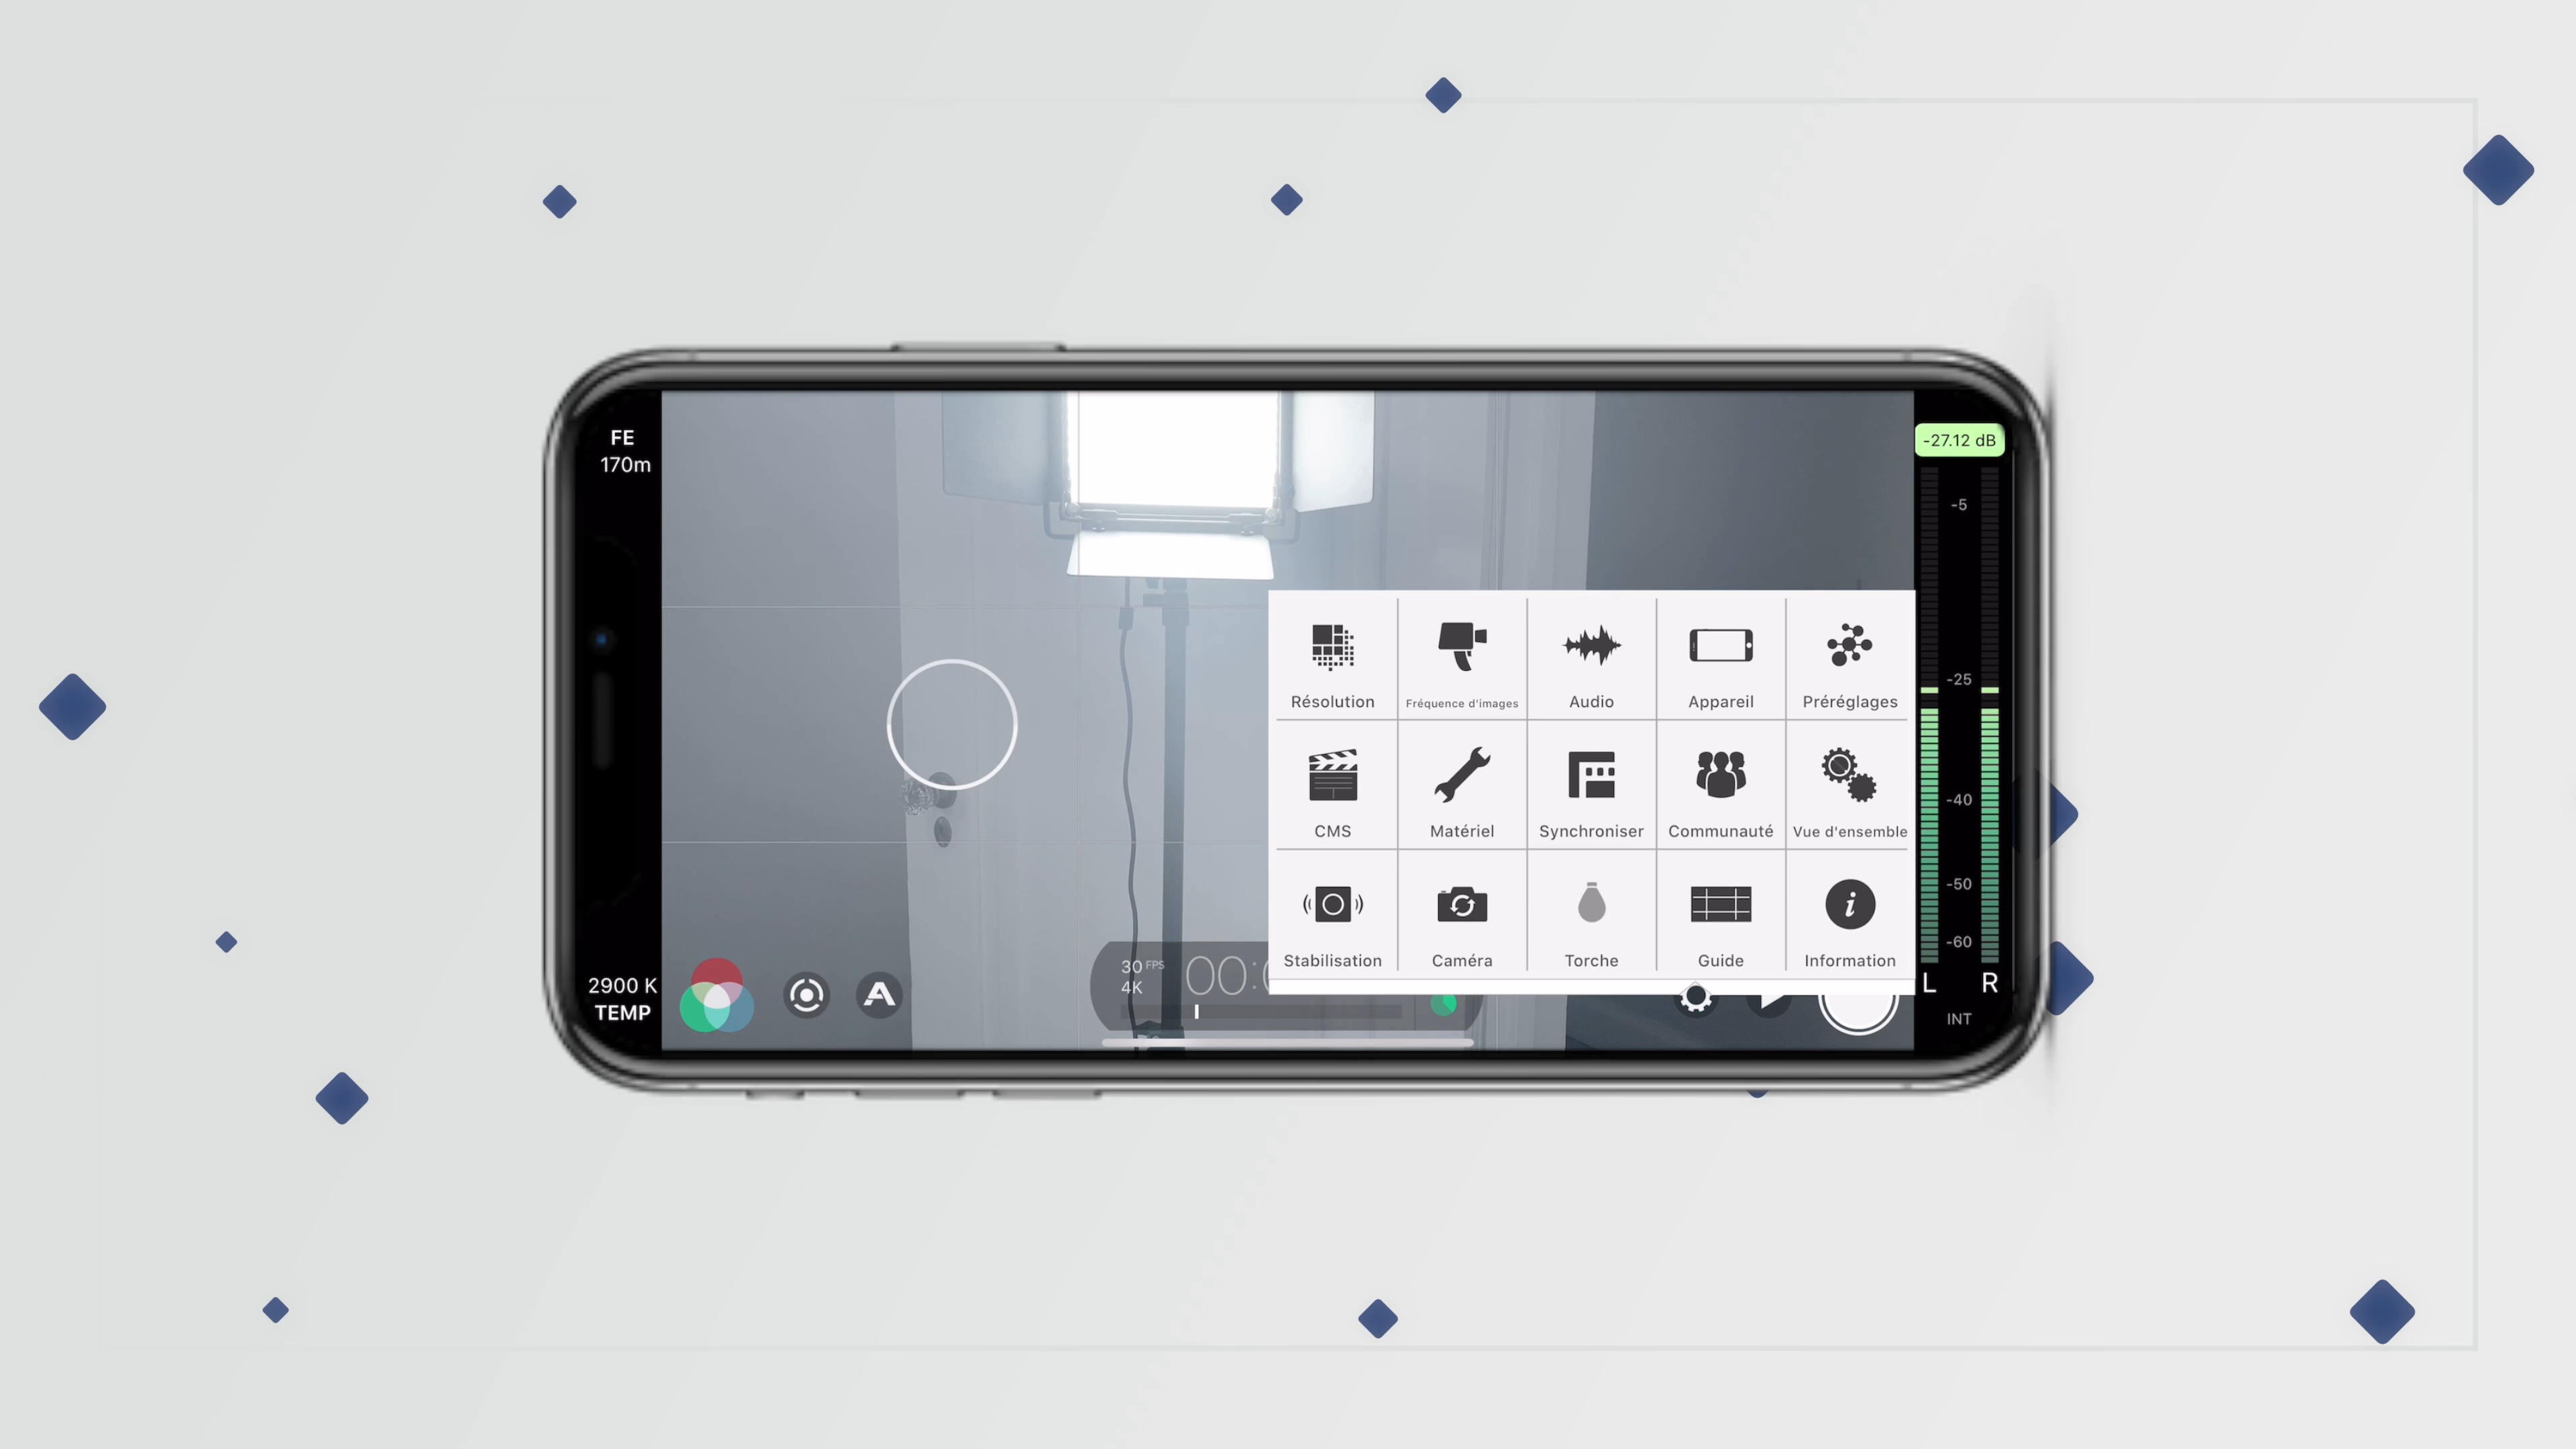 FE
170m
2900 K
TEMP
30 FPS
4K
00:
Résolution
Fréquence d'images
Audio
Appareil
Préréglages
CMS
Matériel
Synchroniser
Communauté
Vue d'ensemble
Stabilisation
Caméra
Torche
Guide
Information
-27.12 dB
-5
-25
-40
-50
-60
L R
INT